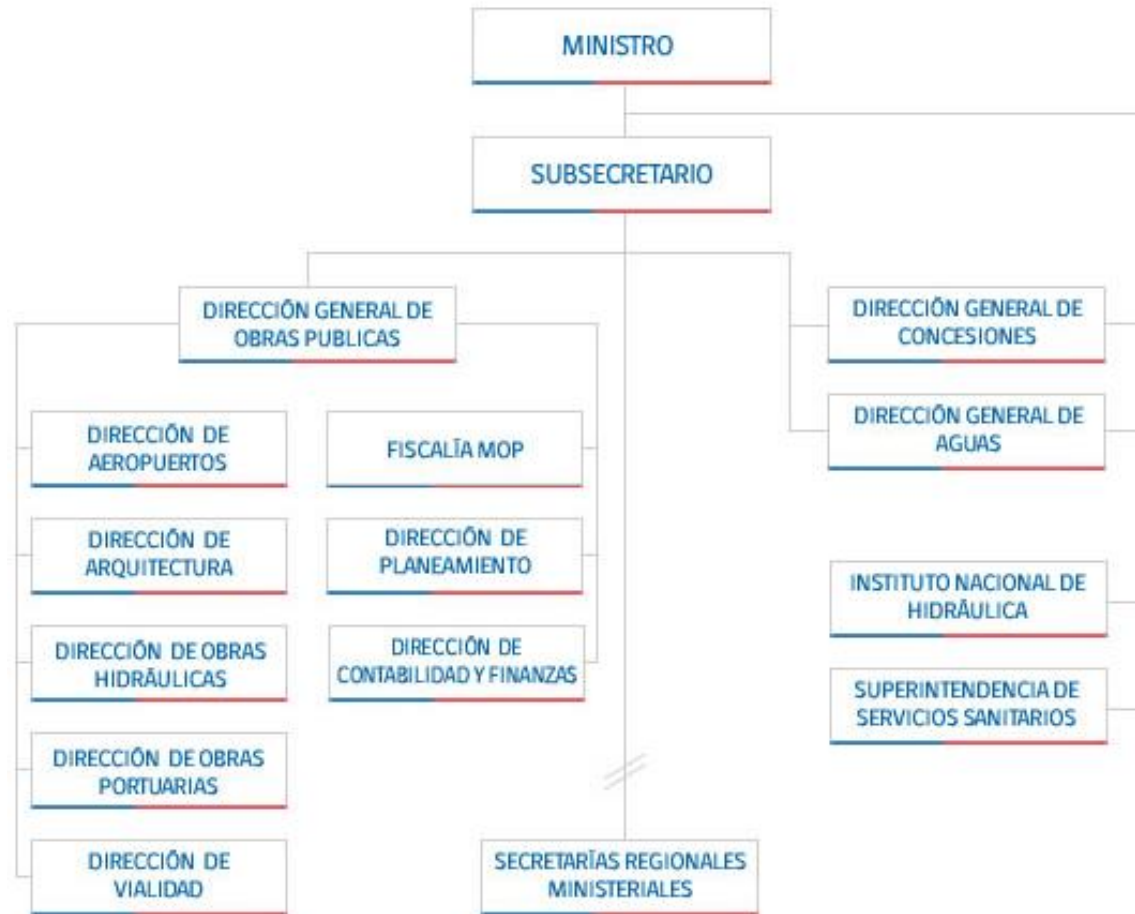 MINISTRO
SUBSECRETARIO
DIRECCIÓN GENERAL DE
OBRAS PUBLICAS
DIRECCIÓN GENERAL DE
CONCESIONES
DIRECCIÓN GENERAL DE
AGUAS
DIRECCIÓN DE
AEROPUERTOS
FISCALÍA MOP
DIRECCIÓN DE
ARQUITECTURA
DIRECCIÓN DE
PLANEAMIENTO
INSTITUTO NACIONAL DE
HIDRÁULICA
DIRECCIÓN DE OBRAS
HIDRÁULICAS
DIRECCIÓN DE
CONTABILIDAD Y FINANZAS
SUPERINTENDENCIA DE
SERVICIOS SANITARIOS
DIRECCIÓN DE OBRAS
PORTUARIAS
DIRECCIÓN DE
VIALIDAD
SECRETARÍAS REGIONALES
MINISTERIALES